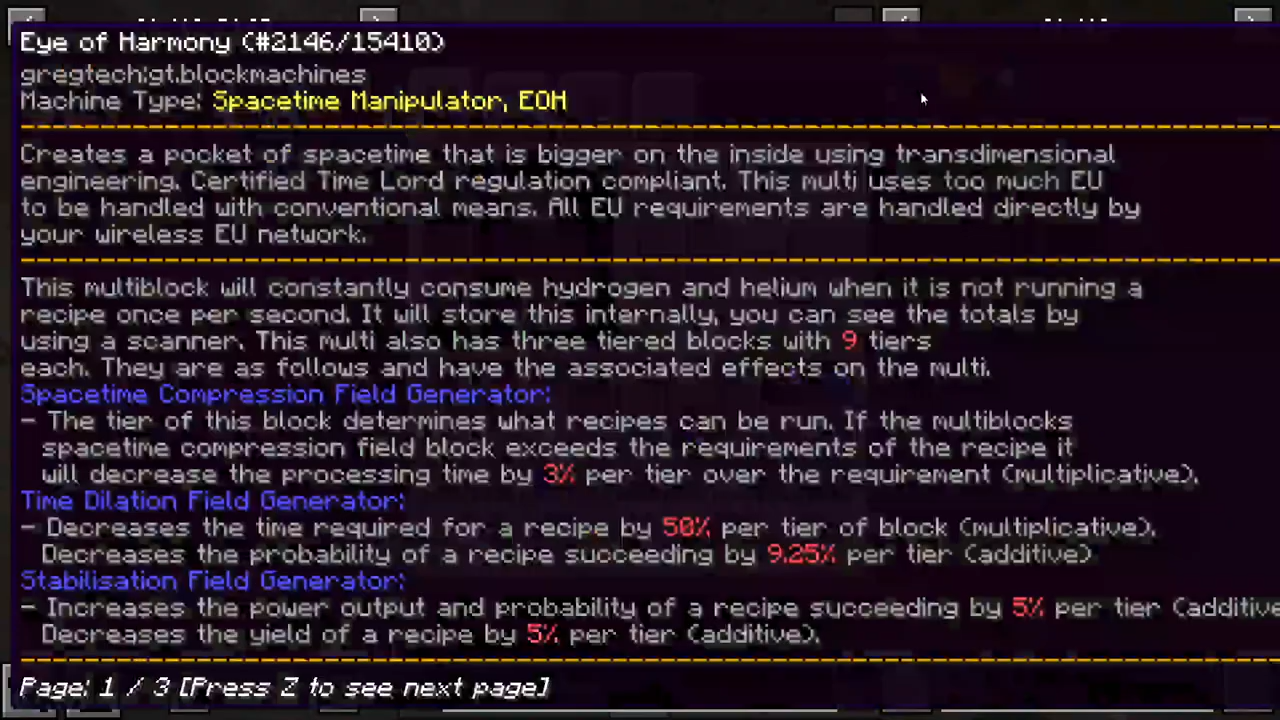 Eye of Harmony (#2146/15410)
gregtech:gt.blockmachines
Machine Type: Spacetime Manipulator, EOH
Creates a pocket of spacetime that is bigger on the inside using transdimensional
engineering. Certified Time Lord regulation compliant. This multi uses too much EU
to be handled with conventional means. All EU requirements are handled directly by
your wireless EU network.
This multiblock will constantly consume hydrogen and helium when it is not running a
recipe once per second. It will store this internally, you can see the totals by
using a scanner. This multi also has three tiered blocks with 9 tiers
each. They are as follows and have the associated effects on the multi.
Spacetime Compression Field Generator:
- The tier of this block determines what recipes can be run. If the multiblocks
spacetime compression field block exceeds the requirements of the recipe it
will decrease the processing time by 3% per tier over the requirement (multiplicative).
Time Dilation Field Generator:
- Decreases the time required for a recipe by 50% per tier of block (multiplicative).
Decreases the probability of a recipe succeeding by 9.25% per tier (additive)
Stabilisation Field Generator:
- Increases the power output and probability of a recipe succeeding by 5% per tier (additive
Decreases the yield of a recipe by 5% per tier (additive).
Page: 1 / 3 [Press Z to see next page]